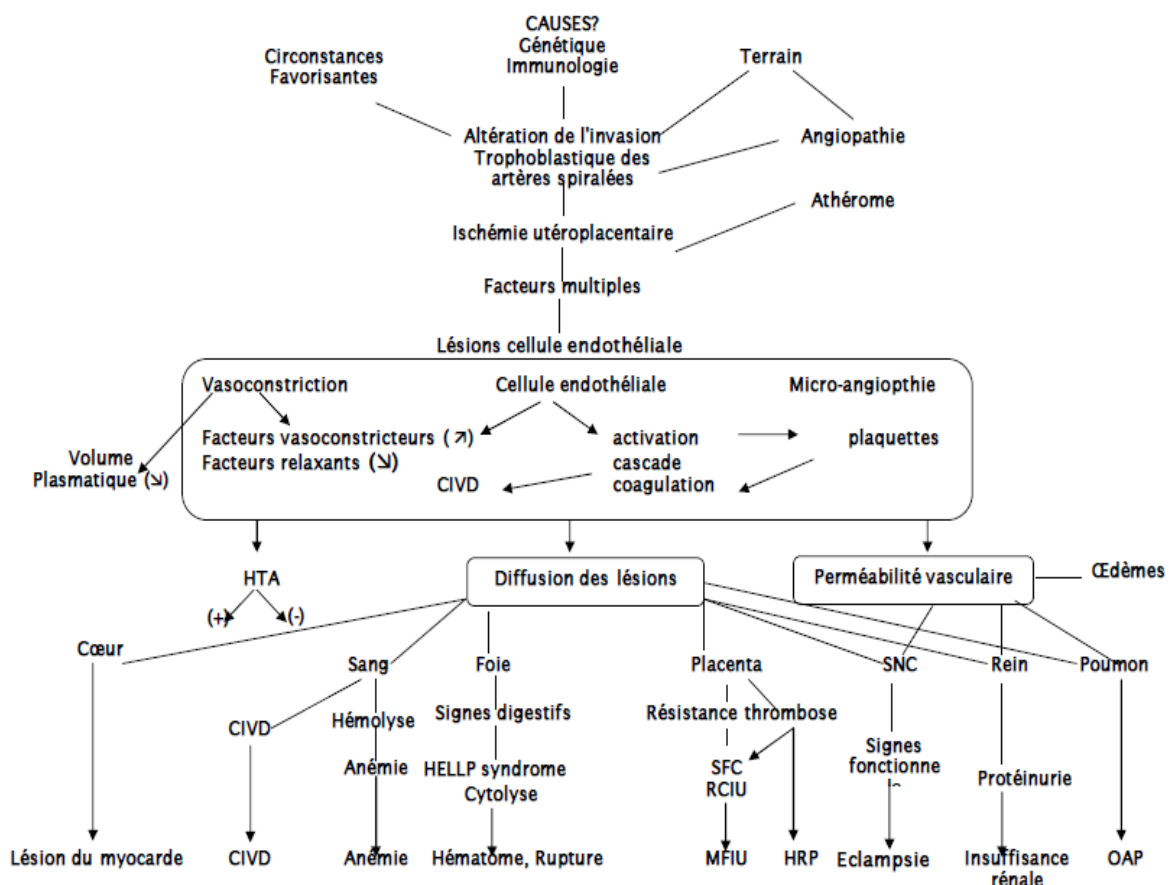 CAUSES?
Génétique
Immunologie
Circonstances
Favorisantes
Terrain
Altération de l'invasion
Trophoblastique des
artères spiralées
Angiopathie
Athérome
Ischémie utéroplacentaire
Facteurs multiples
Lésions cellule endothéliale
Vasoconstriction
Cellule endothéliale
Micro-angiopthie
Facteurs vasoconstricteurs (↗)
Facteurs relaxants (↘)
activation
cascade
coagulation
plaquettes
Volume
Plasmatique (↘)
CIVD
HTA
(+)
(-)
Diffusion des lésions
Perméabilité vasculaire
Œdèmes
Cœur
Sang
Foie
Placenta
SNC
Rein
Poumon
CIVD
Hémolyse
Signes digestifs
Résistance thrombose
Signes
fonctionne
Anémie
HELLP syndrome
Cytolyse
SFC
RCIU
Protéinurie
Lésion du myocarde
CIVD
Anémie
Hématome, Rupture
MFIU
HRP
Eclampsie
Insuffisance
rénale
OAP